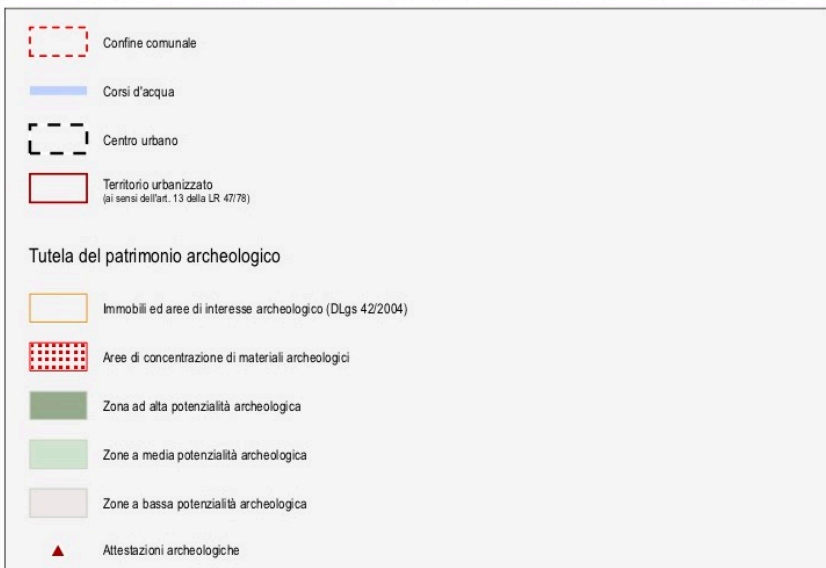 Confine comunale
Corsi d'acqua
Centro urbano
Territorio urbanizzato
(ai sensi dell'art. 13 della LR 47/78)
Tutela del patrimonio archeologico
Immobili ed aree di interesse archeologico (DLgs 42/2004)
Aree di concentrazione di materiali archeologici
Zona ad alta potenzialità archeologica
Zone a media potenzialità archeologica
Zone a bassa potenzialità archeologica
Attestazioni archeologiche